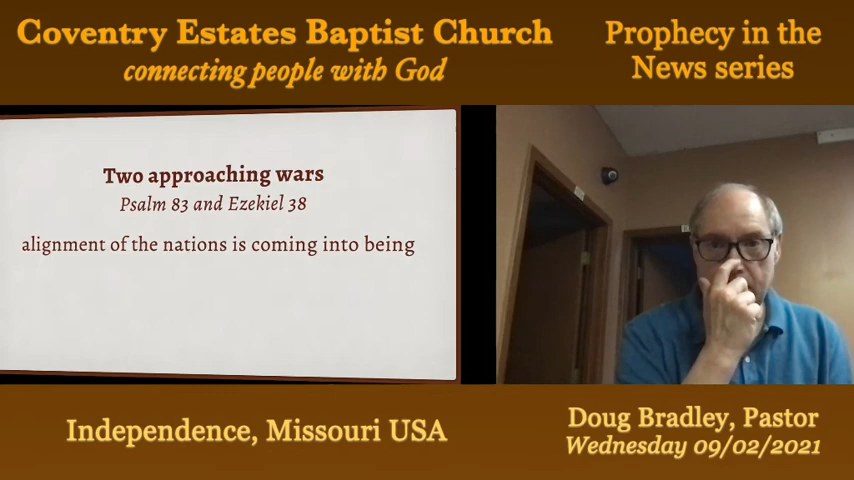 Coventry Estates Baptist Church
connecting people with God
Prophecy in the
News series
Two approaching wars
Psalm 83 and Ezekiel 38
alignment of the nations is coming into being
Independence, Missouri USA
Doug Bradley, Pastor
Wednesday 09/02/2021